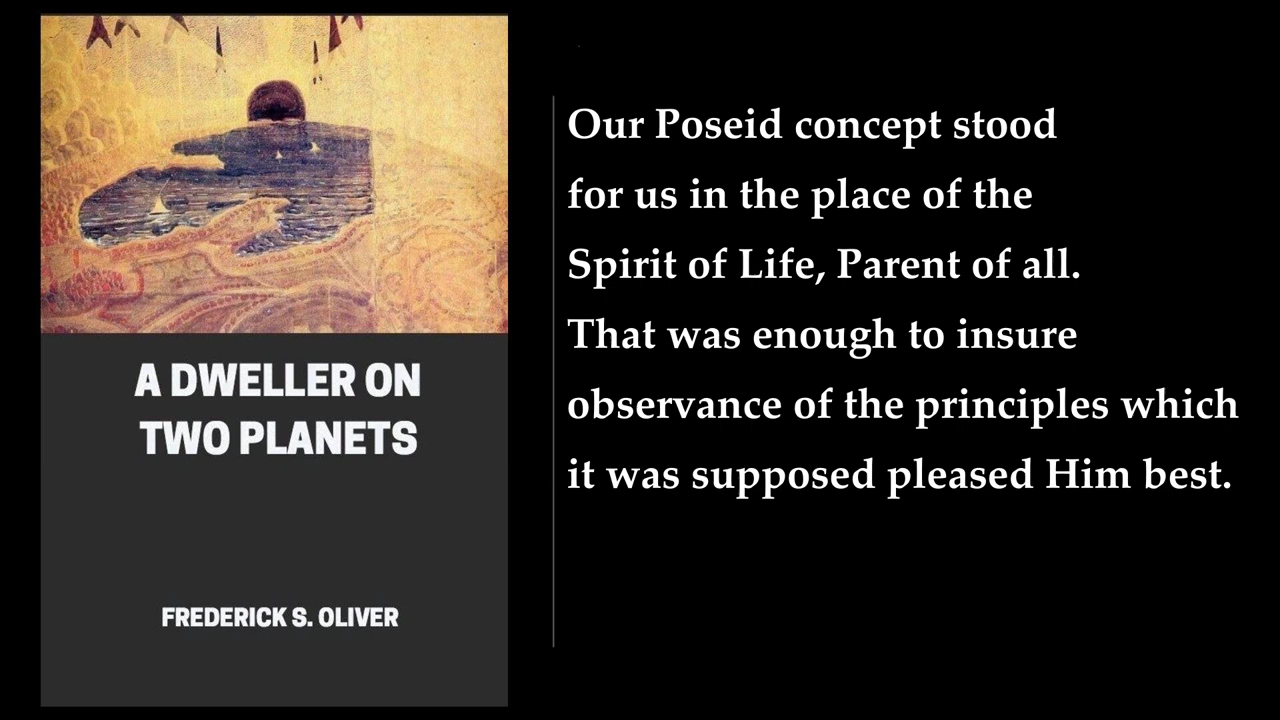 A DWELLER ON
TWO PLANETS
FREDERICK S. OLIVER
Our Poseid concept stood
for us in the place of the
Spirit of Life, Parent of all.
That was enough to insure
observance of the principles which
it was supposed pleased Him best.